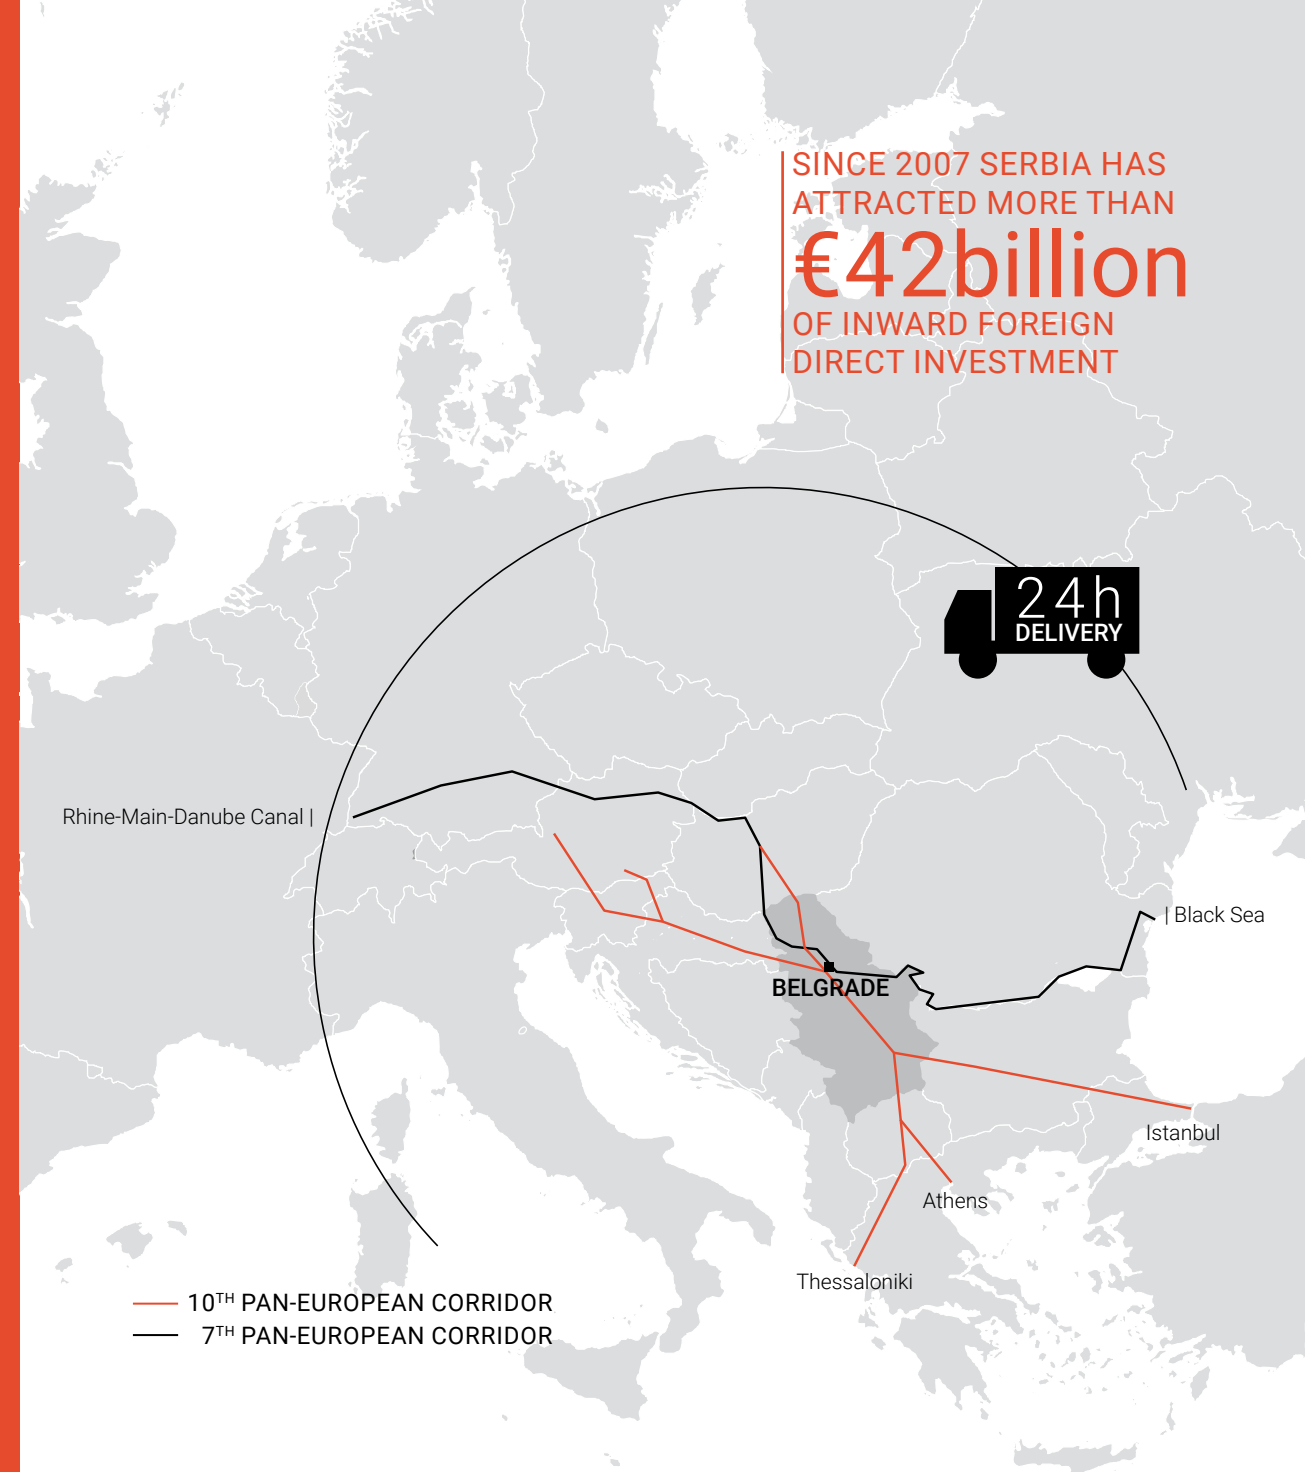 SINCE 2007 SERBIA HAS
ATTRACTED MORE THAN
€42billion
OF INWARD FOREIGN
DIRECT INVESTMENT
24h
DELIVERY
Rhine-Main-Danube Canal |
| Black Sea
BELGRADE
Istanbul
Athens
Thessaloniki
10TH PAN-EUROPEAN CORRIDOR
7TH PAN-EUROPEAN CORRIDOR